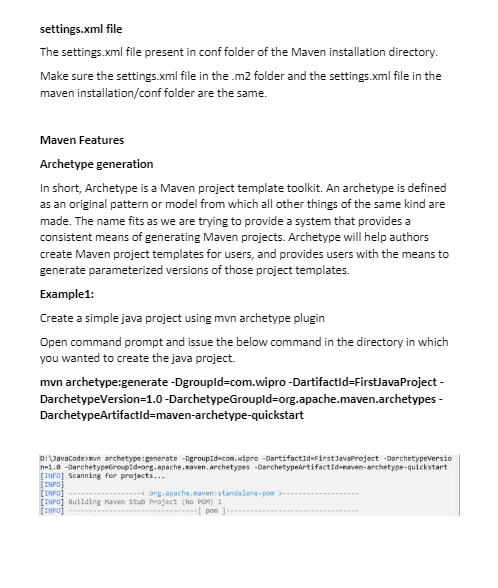 settings.xml file
The settings.xml file present in conf folder of the Maven installation directory.
Make sure the settings.xml file in the .m2 folder and the settings.xml file in the
maven installation/conf folder are the same.
Maven Features
Archetype generation
In short, Archetype is a Maven project template toolkit. An archetype is defined
as an original pattern or model from which all other things of the same kind are
made. The name fits as we are trying to provide a system that provides a
consistent means of generating Maven projects. Archetype will help authors
create Maven project templates for users, and provides users with the means to
generate parameterized versions of those project templates.
Example1:
Create a simple java project using mvn archetype plugin
Open command prompt and issue the below command in the directory in which
you wanted to create the java project.
mvn archetype:generate -DgroupId=com.wipro -DartifactId=FirstJavaProject -
DarchetypeVersion=1.0 -DarchetypeGroupId=org.apache.maven.archetypes -
DarchetypeArtifactId=maven-archetype-quickstart
D:\JavaCode>mvn archetype:generate -DgroupId=com.wipro -DartifactId=FirstJavaProject -DarchetypeVersio
n=1.0 -DarchetypeGroupId=org.apache.maven.archetypes -DarchetypeArtifactId=maven-archetype-quickstart
[INFO] Scanning for projects...
[INFO]
[INFO] ------------------< org.apache.maven:standalone-pom >-------------------
[INFO] Building Maven Stub Project (No POM) 1
[INFO] --------------------------------[ pom ]---------------------------------